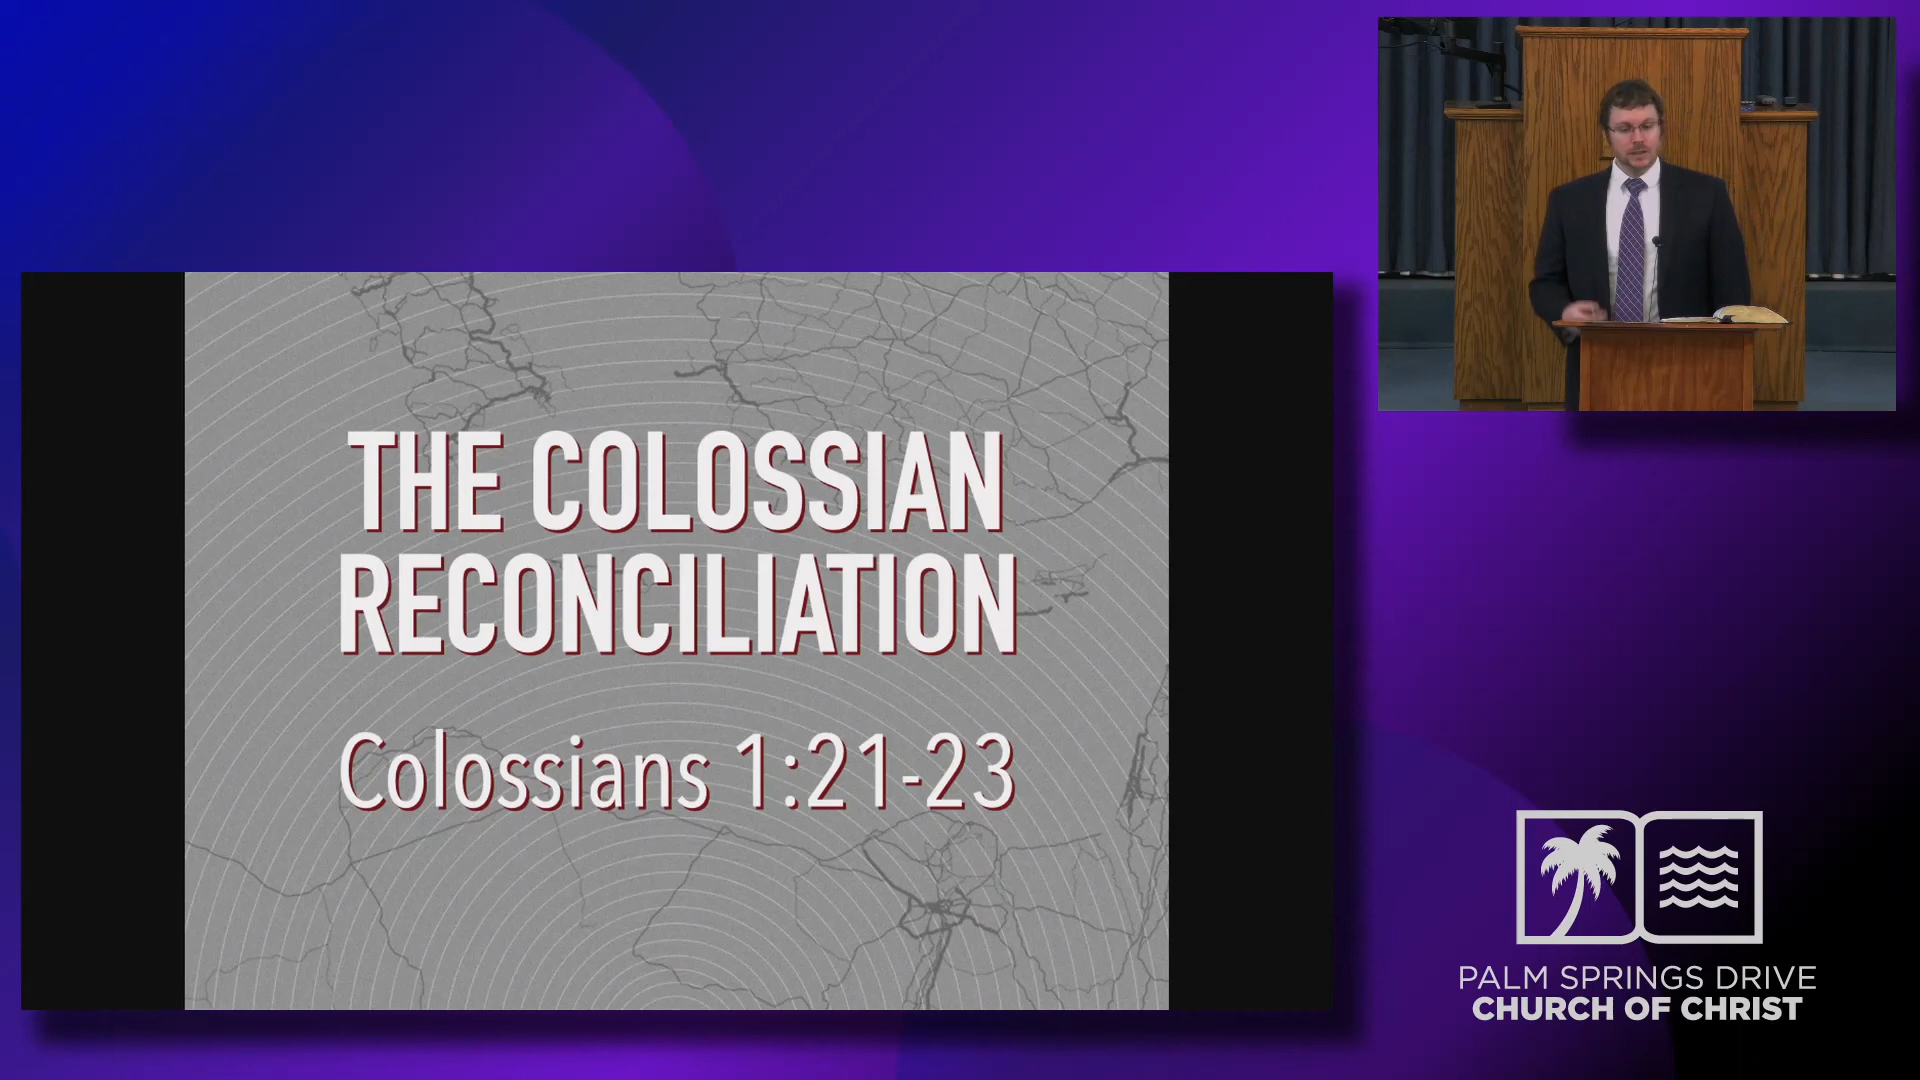 THE COLOSSIAN
RECONCILIATION
Colossians 1:21-23
PALM SPRINGS DRIVE
CHURCH OF CHRIST